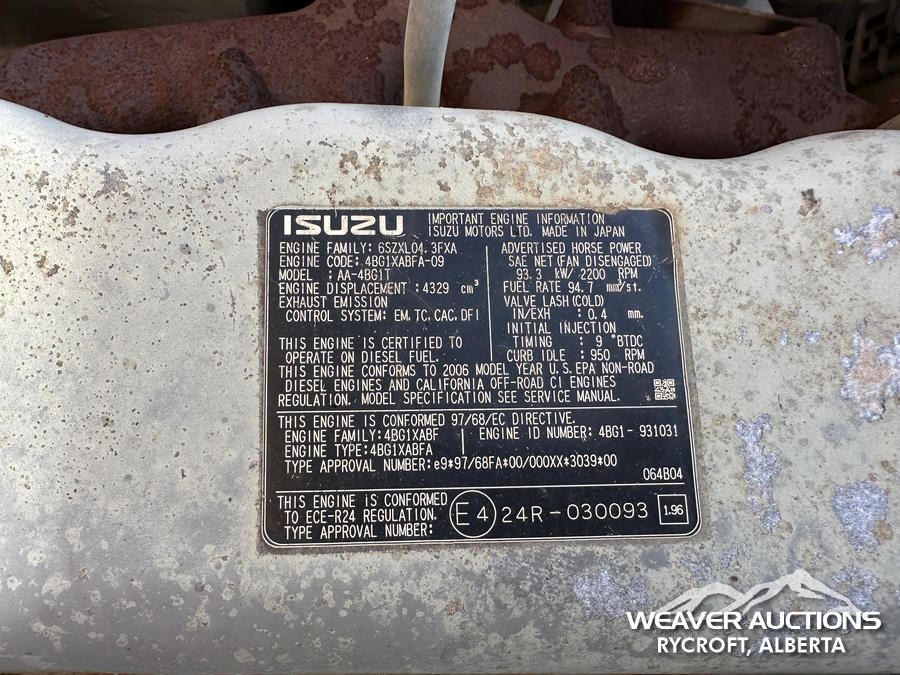 ISUZU
IMPORTANT ENGINE INFORMATION
ISUZU MOTORS LTD. MADE IN JAPAN
ENGINE FAMILY: 6SZXL04.3FXA
ENGINE CODE: 4BG1XABFA-09
MODEL : AA-4BG1T
ENGINE DISPLACEMENT :4329 cm³
EXHAUST EMISSION
CONTROL SYSTEM: EM, TC, CAC, DFI
THIS ENGINE IS CERTIFIED TO
OPERATE ON DIESEL FUEL.
ADVERTISED HORSE POWER
SAE NET (FAN DISENGAGED)
93.3 kW/ 2200 RPM
FUEL RATE 94.7 mm³/st.
VALVE LASH (COLD)
IN/EXH : 0.4 mm.
INITIAL INJECTION
TIMING : 9 °BTDC
CURB IDLE : 950 RPM
THIS ENGINE CONFORMS TO 2006 MODEL YEAR U.S. EPA NON-ROAD
DIESEL ENGINES AND CALIFORNIA OFF-ROAD CI ENGINES
REGULATION. MODEL SPECIFICATION SEE SERVICE MANUAL.
THIS ENGINE IS CONFORMED 97/68/EC DIRECTIVE.
ENGINE FAMILY:4BG1XABF
ENGINE TYPE:4BG1XABFA
ENGINE ID NUMBER: 4BG1- 931031
TYPE APPROVAL NUMBER:e9*97/68FA*00/000XX*3039*00
064B04
THIS ENGINE IS CONFORMED
TO ECE-R24 REGULATION.
TYPE APPROVAL NUMBER:
E4 24R-030093 1.96
WEAVER AUCTIONS
RYCROFT, ALBERTA